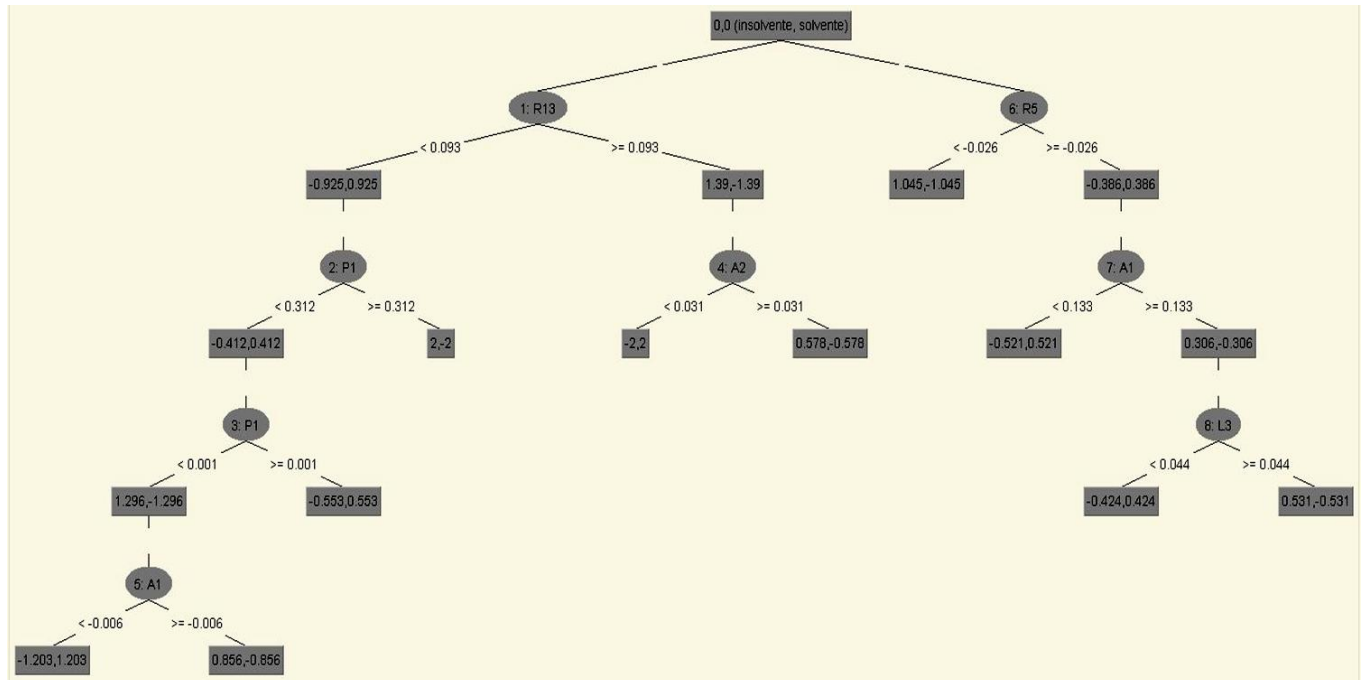 0,0 (insolvente, solvente)
1: R13 6: R5
< 0.093 >= 0.093 < -0.026 >= -0.026
-0.925,0.925 1.39,-1.39 1.045,-1.045 -0.386,0.386
2: P1 4: A2 7: A1
< 0.312 >= 0.312 < 0.031 >= 0.031 < 0.133 >= 0.133
-0.412,0.412 2,-2 -2,2 0.578,-0.578 -0.521,0.521 0.306,-0.306
3: P1 8: L3
< 0.001 >= 0.001 < 0.044 >= 0.044
1.296,-1.296 -0.553,0.553 -0.424,0.424 0.531,-0.531
5: A1
< -0.006 >= -0.006
-1.203,1.203 0.856,-0.856